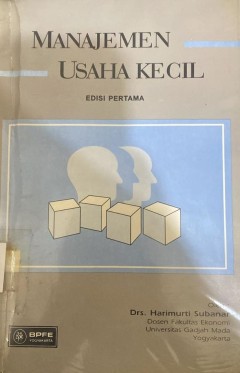 MANAJEMEN
USAHA KECIL
EDISI PERTAMA
Drs. Harimurti Subanar
Dosen Fakultas Ekonomi
Universitas Gadjah Mada
Yogyakarta
BPFE
YOGYAKARTA